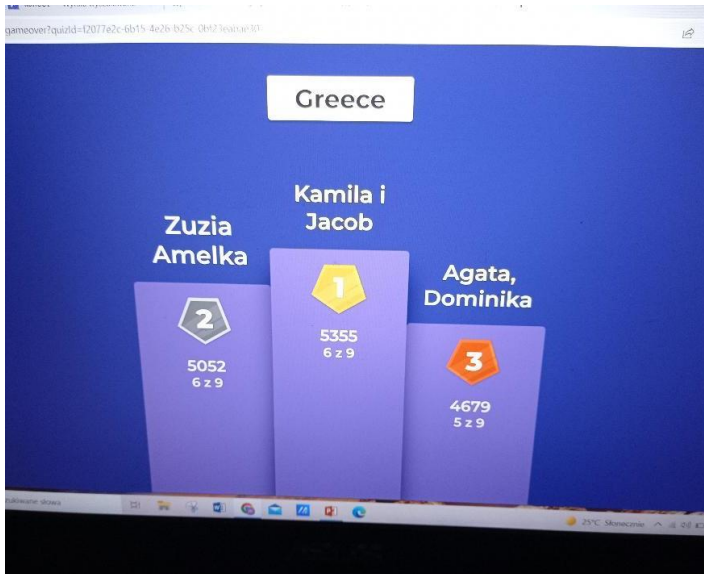 Greece
Kamila i
Jacob
Zuzia
Amelka
Agata,
Dominika
1
5355
6 z 9
2
5052
6 z 9
3
4679
5 z 9
25°C Słonecznie